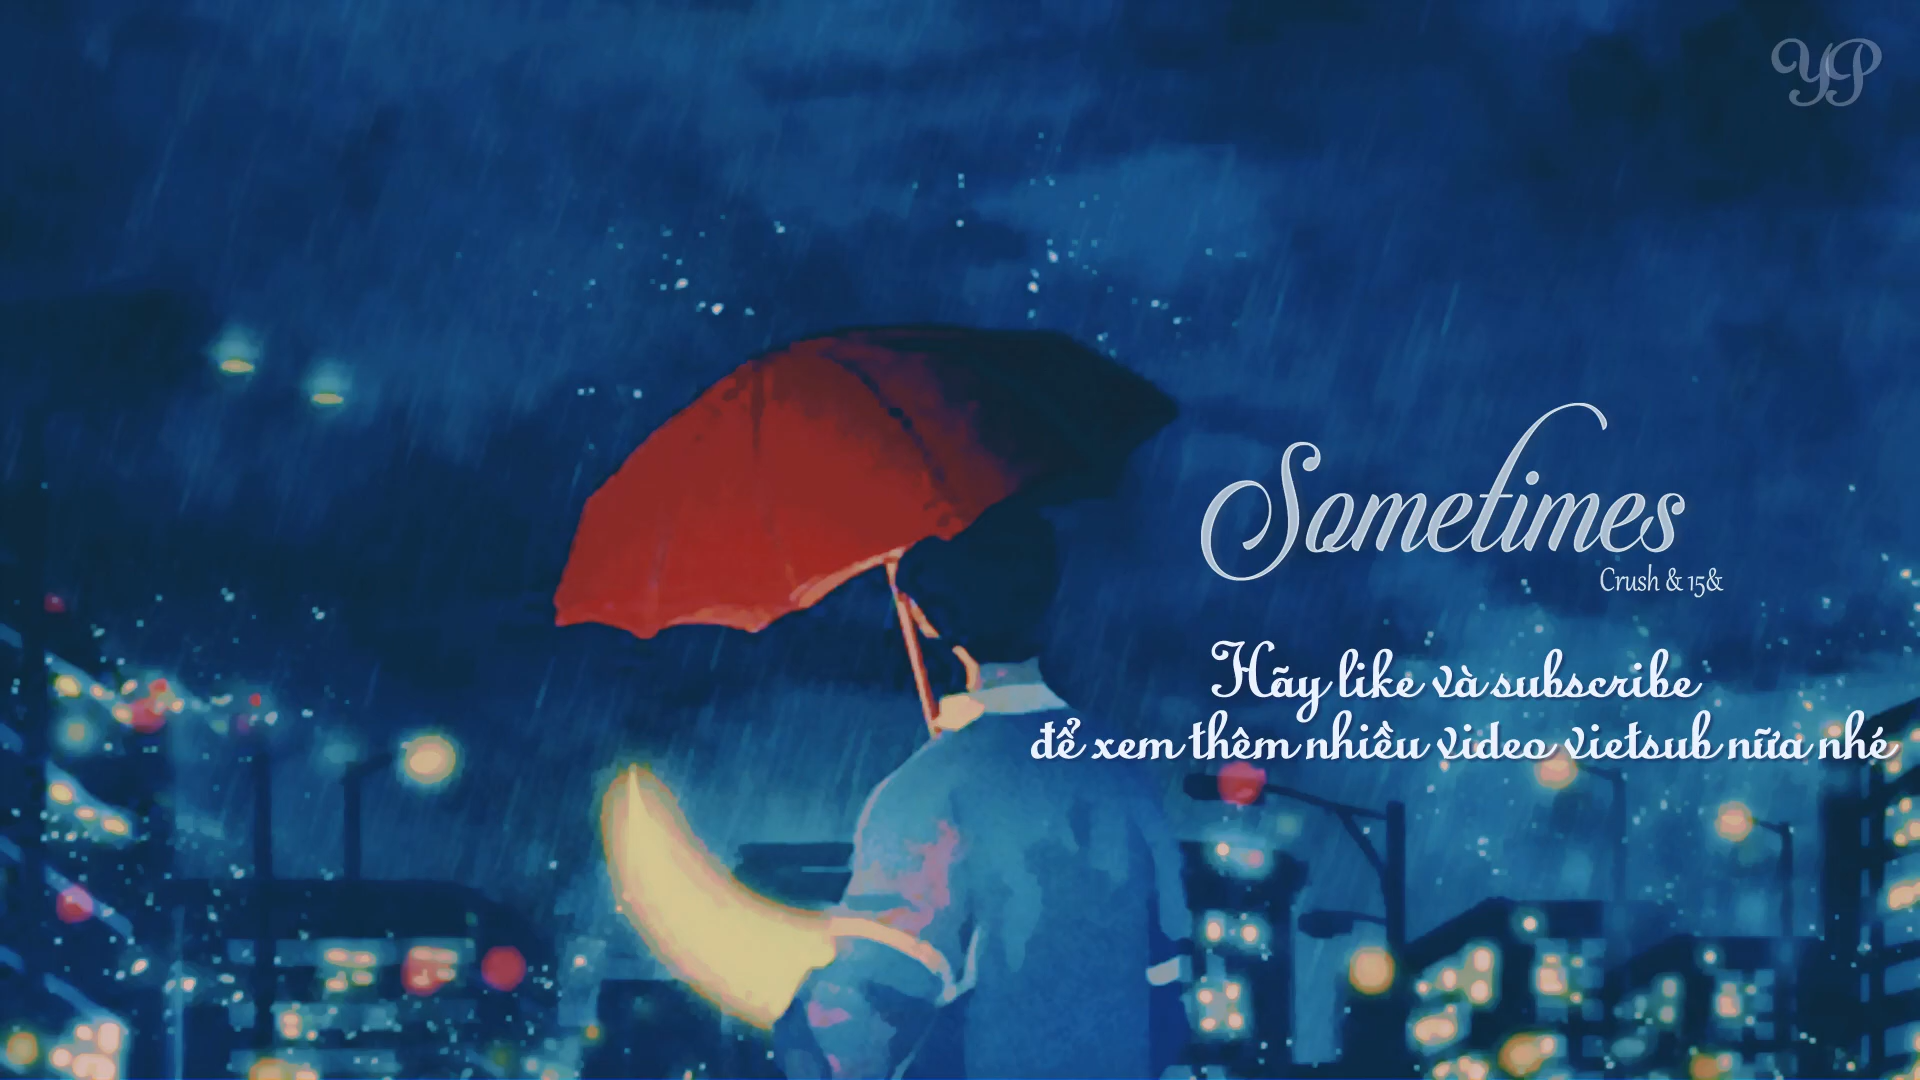 YP
Sometimes
Crush & 15&
Hãy like và subscribe
để xem thêm nhiều video vietsub nữa nhé